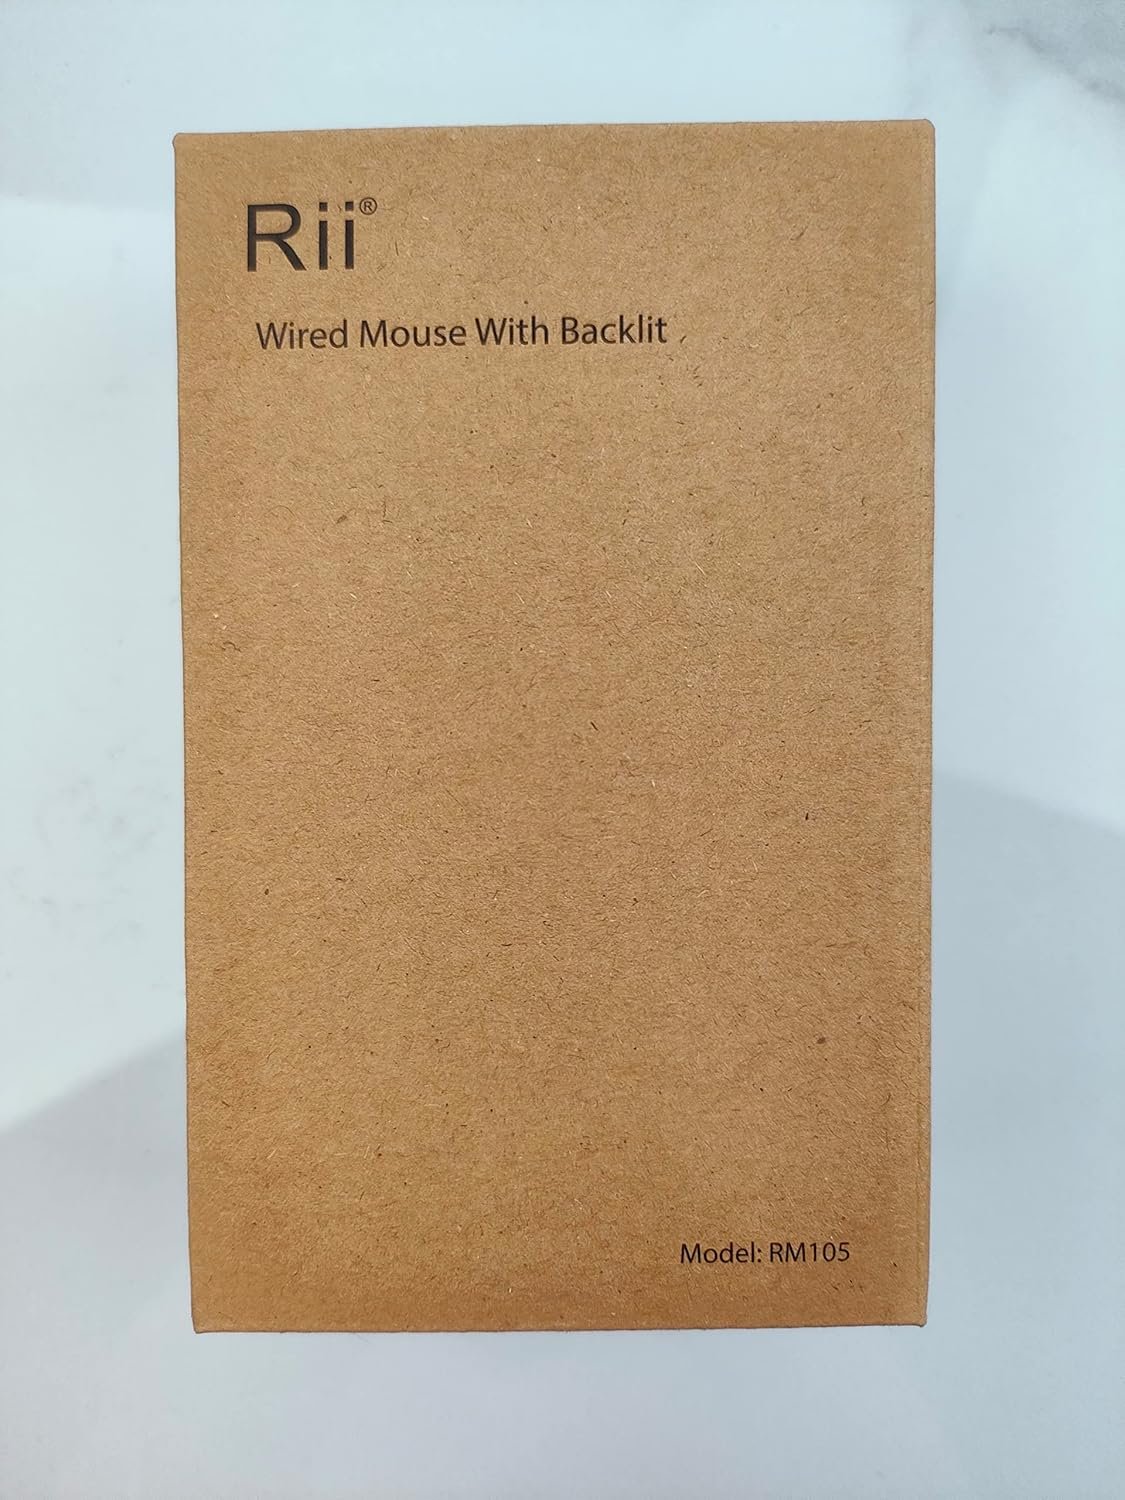 Rii®
Wired Mouse With Backlit
Model: RM105